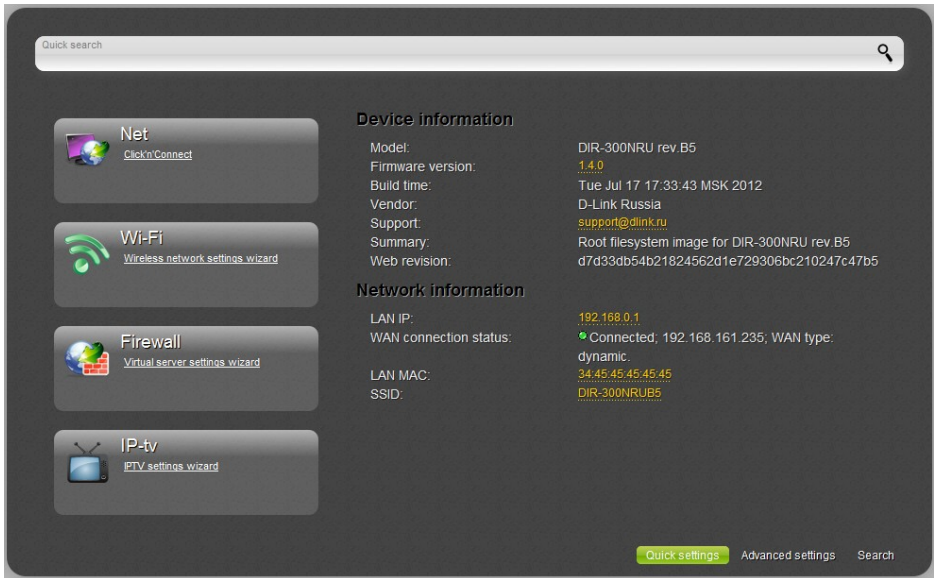 Quick search
Net
Click'n'Connect
Wi-Fi
Wireless network settings wizard
Firewall
Virtual server settings wizard
IP-tv
IPTV settings wizard
Device information
Model: DIR-300NRU rev.B5
Firmware version: 1.4.0
Build time: Tue Jul 17 17:33:43 MSK 2012
Vendor: D-Link Russia
Support: support@dlink.ru
Summary: Root filesystem image for DIR-300NRU rev.B5
Web revision: d7d33db54b21824562d1e729306bc210247c47b5
Network information
LAN IP: 192.168.0.1
WAN connection status: Connected; 192.168.161.235; WAN type:
dynamic.
LAN MAC: 34:45:45:45:45:45
SSID: DIR-300NRUB5
Quick settings Advanced settings Search